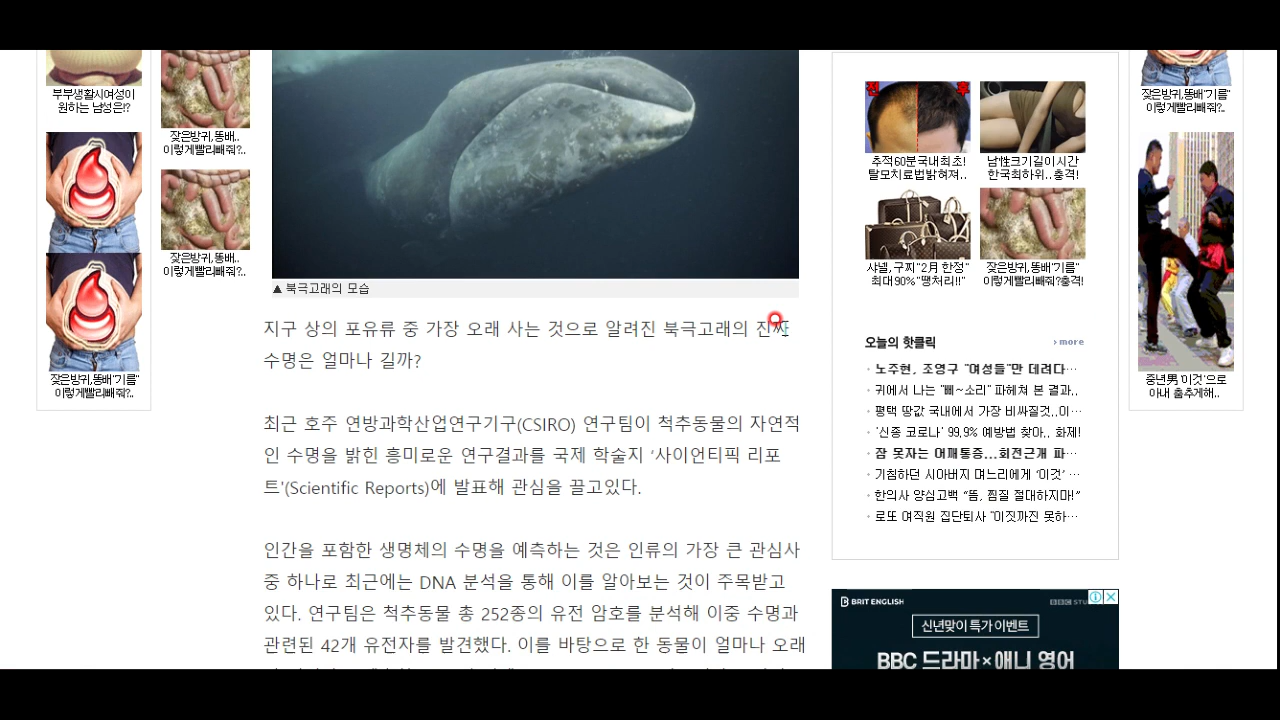 부부생활시여성이
원하는 남성은!?
잦은방귀,똥배"기름"
이렇게빨리빼줘?..
잦은방귀,똥배..
이렇게빨리빼줘?..
잦은방귀,똥배..
이렇게빨리빼줘?..
▲ 북극고래의 모습
지구 상의 포유류 중 가장 오래 사는 것으로 알려진 북극고래의 진짜
수명은 얼마나 길까?
최근 호주 연방과학산업연구기구(CSIRO) 연구팀이 척추동물의 자연적
인 수명을 밝힌 흥미로운 연구결과를 국제 학술지 ‘사이언티픽 리포
트'(Scientific Reports)에 발표해 관심을 끌고있다.
인간을 포함한 생명체의 수명을 예측하는 것은 인류의 가장 큰 관심사
중 하나로 최근에는 DNA 분석을 통해 이를 알아보는 것이 주목받고
있다. 연구팀은 척추동물 총 252종의 유전 암호를 분석해 이중 수명과
관련된 42개 유전자를 발견했다. 이를 바탕으로 한 동물이 얼마나 오래
전 후
추적60분국내최초!
탈모치료법밝혀져..
남性크기길이시간
한국최하위..충격!
샤넬,구찌"2月 한정"
최대90%"땡처리!!"
잦은방귀,똥배"기름"
이렇게빨리빼줘?충격!
오늘의 핫클릭
› more
· 노주현, 조영구 "여성들"만 데려다…
· 귀에서 나는 "삐~소리" 파헤쳐 본 결과,,
· 평택 땅값 국내에서 가장 비싸질것,,이…
· '신종 코로나' 99,9% 예방법 찾아,, 화제!
· 잠 못자는 어깨통증...회전근개 파…
· 기침하던 시아버지 며느리에게 '이것' …
· 한의사 양심고백 "뜸, 찜질 절대하지마!"
· 로또 여직원 집단퇴사 "이짓까진 못하…
BRIT ENGLISH
BBC STU
신년맞이 특가 이벤트
BBC 드라마×애니 영어
잦은방귀,똥배"기름"
이렇게빨리빼줘?..
중년男 '이것'으로
아내 춤추게해..